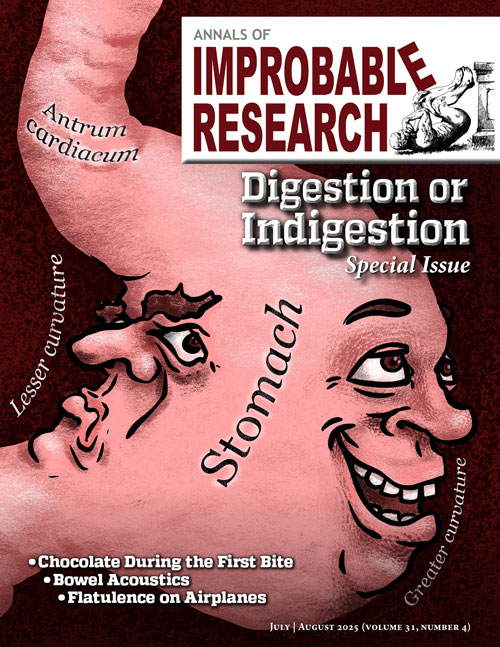 ANNALS OF
IMPROBABLE
RESEARCH
Digestion or
Indigestion
Special Issue
Antrum
cardiacum
Lesser curvature
Stomach
Greater curvature
•Chocolate During the First Bite
•Bowel Acoustics
•Flatulence on Airplanes
July | August 2025 (volume 31, number 4)